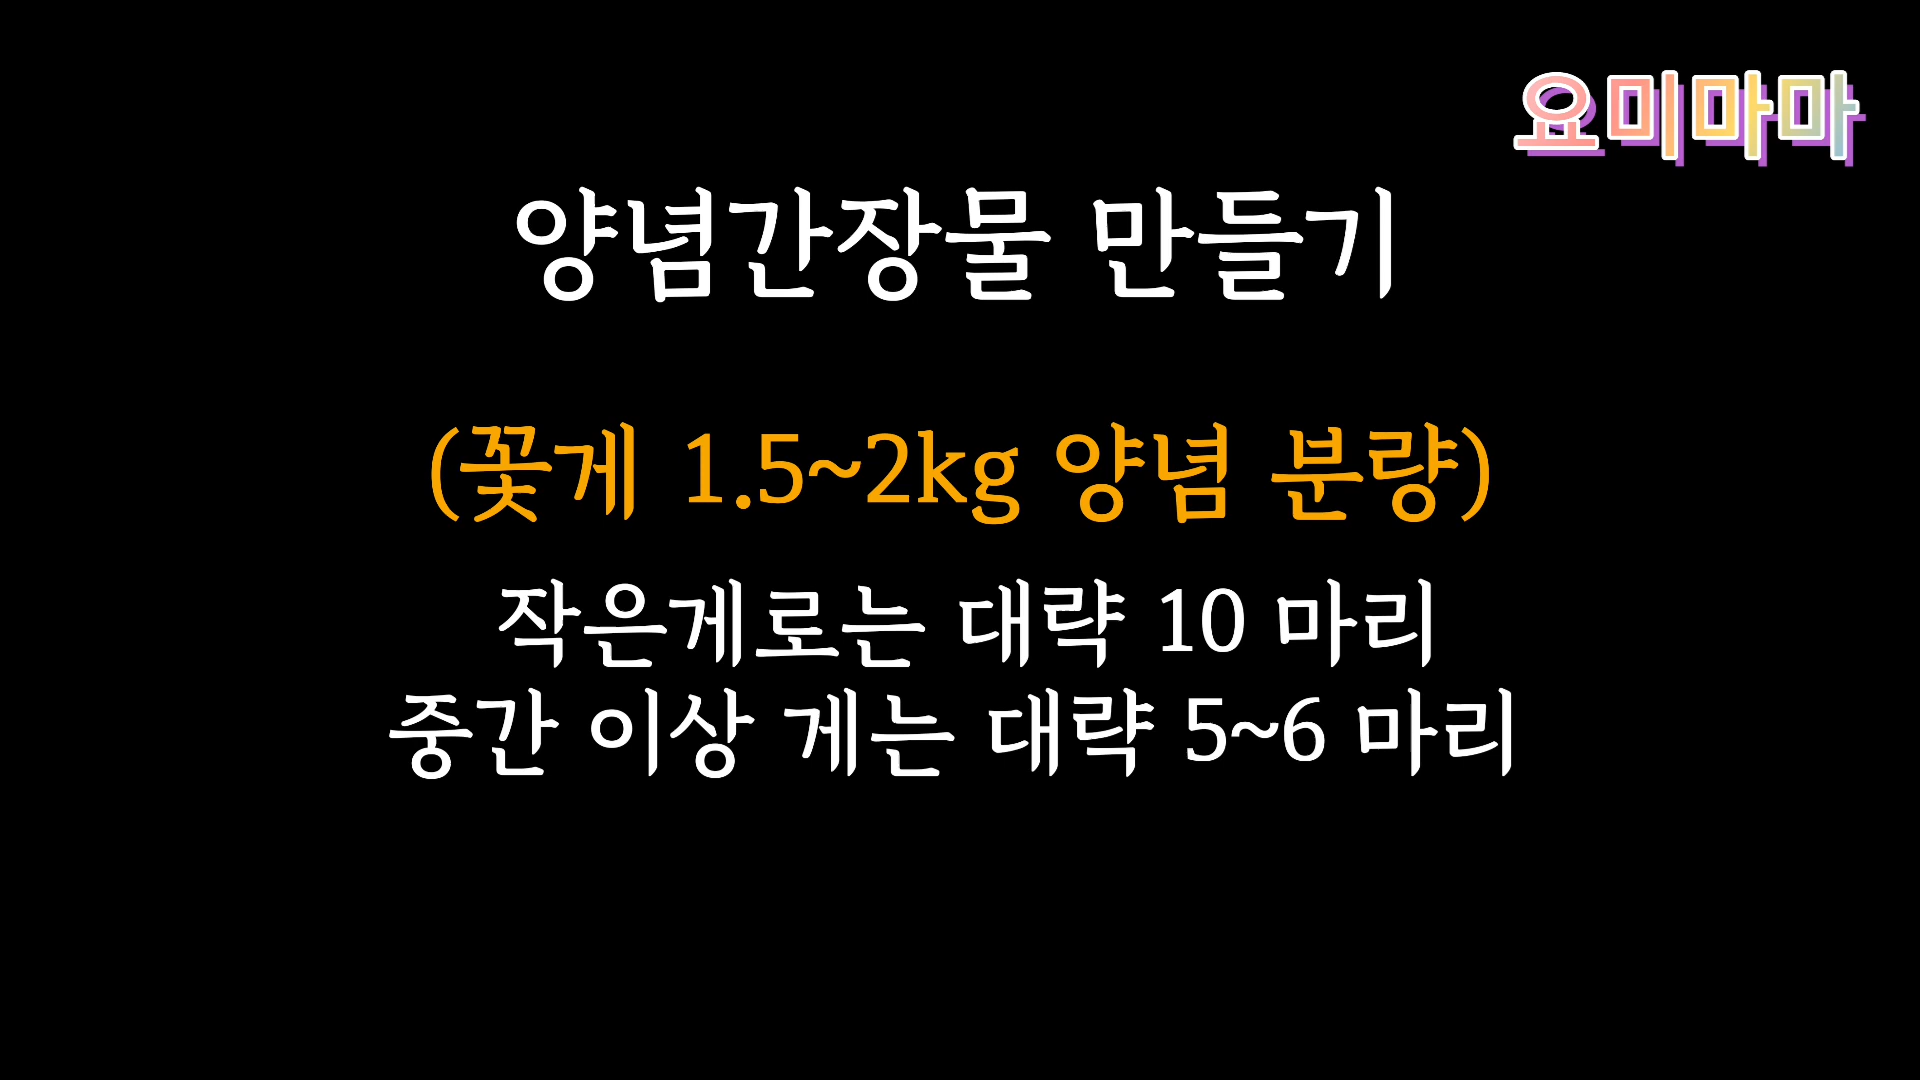 요미마마
양념간장물 만들기
(꽃게 1.5~2kg 양념 분량)
작은게로는 대략 10 마리
중간 이상 게는 대략 5~6 마리